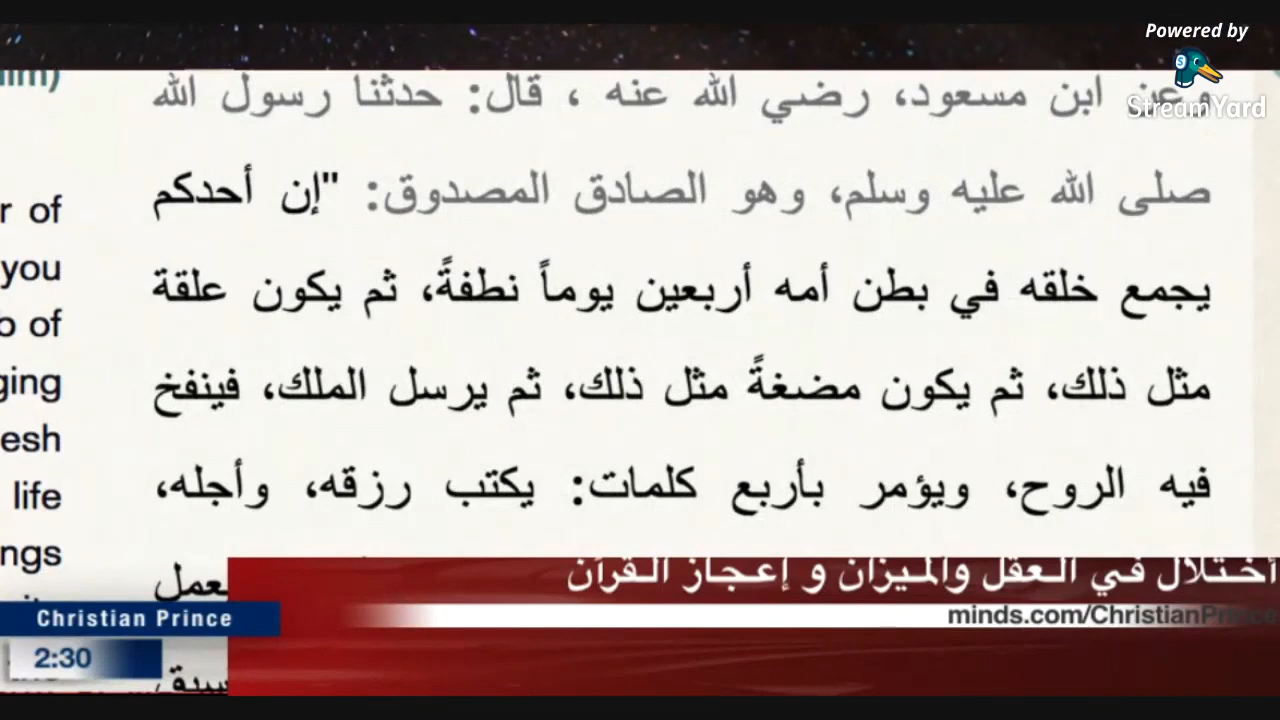 Powered by
StreamYard
وعن ابن مسعود، رضي الله عنه ، قال: حدثنا رسول الله
صلى الله عليه وسلم، وهو الصادق المصدوق: "إن أحدكم
يجمع خلقه في بطن أمه أربعين يوماً نطفةً، ثم يكون علقة
مثل ذلك، ثم يكون مضغةً مثل ذلك، ثم يرسل الملك، فينفخ
فيه الروح، ويؤمر بأربع كلمات: يكتب رزقه، وأجله،
r of
you
o of
ging
esh
life
ngs
أختلال في العقل والميزان و إعجاز القرآن
minds.com/ChristianPrince
Christian Prince
2:30